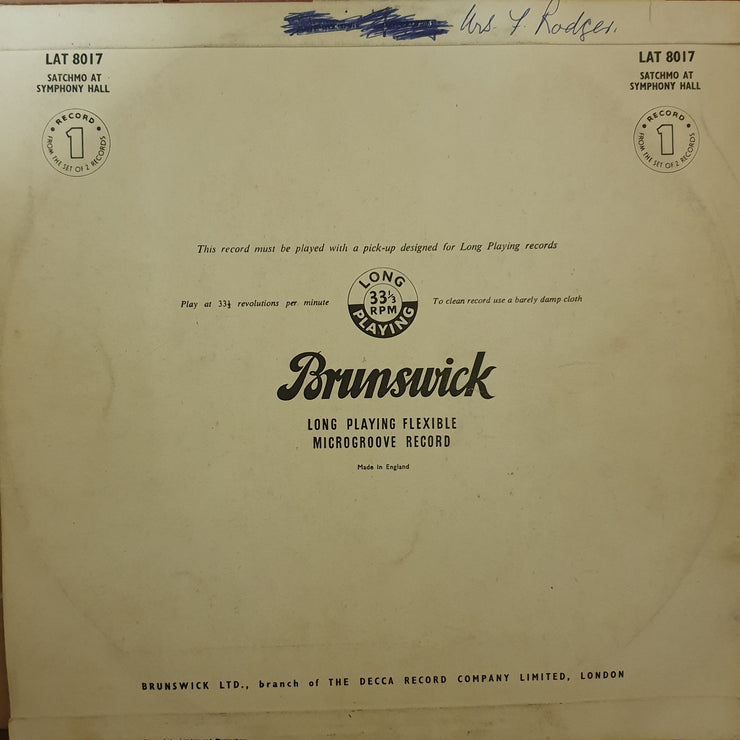 Mrs. F. Rodger.
LAT 8017
SATCHMO AT
SYMPHONY HALL
RECORD
1
FROM THE SET OF 2 RECORDS
LAT 8017
SATCHMO AT
SYMPHONY HALL
RECORD
1
FROM THE SET OF 2 RECORDS
This record must be played with a pick-up designed for Long Playing records
Play at 33⅓ revolutions per minute
LONG
33⅓
RPM
PLAYING
To clean record use a barely damp cloth
Brunswick
LONG PLAYING FLEXIBLE
MICROGROOVE RECORD
Made in England
BRUNSWICK LTD., branch of THE DECCA RECORD COMPANY LIMITED, LONDON